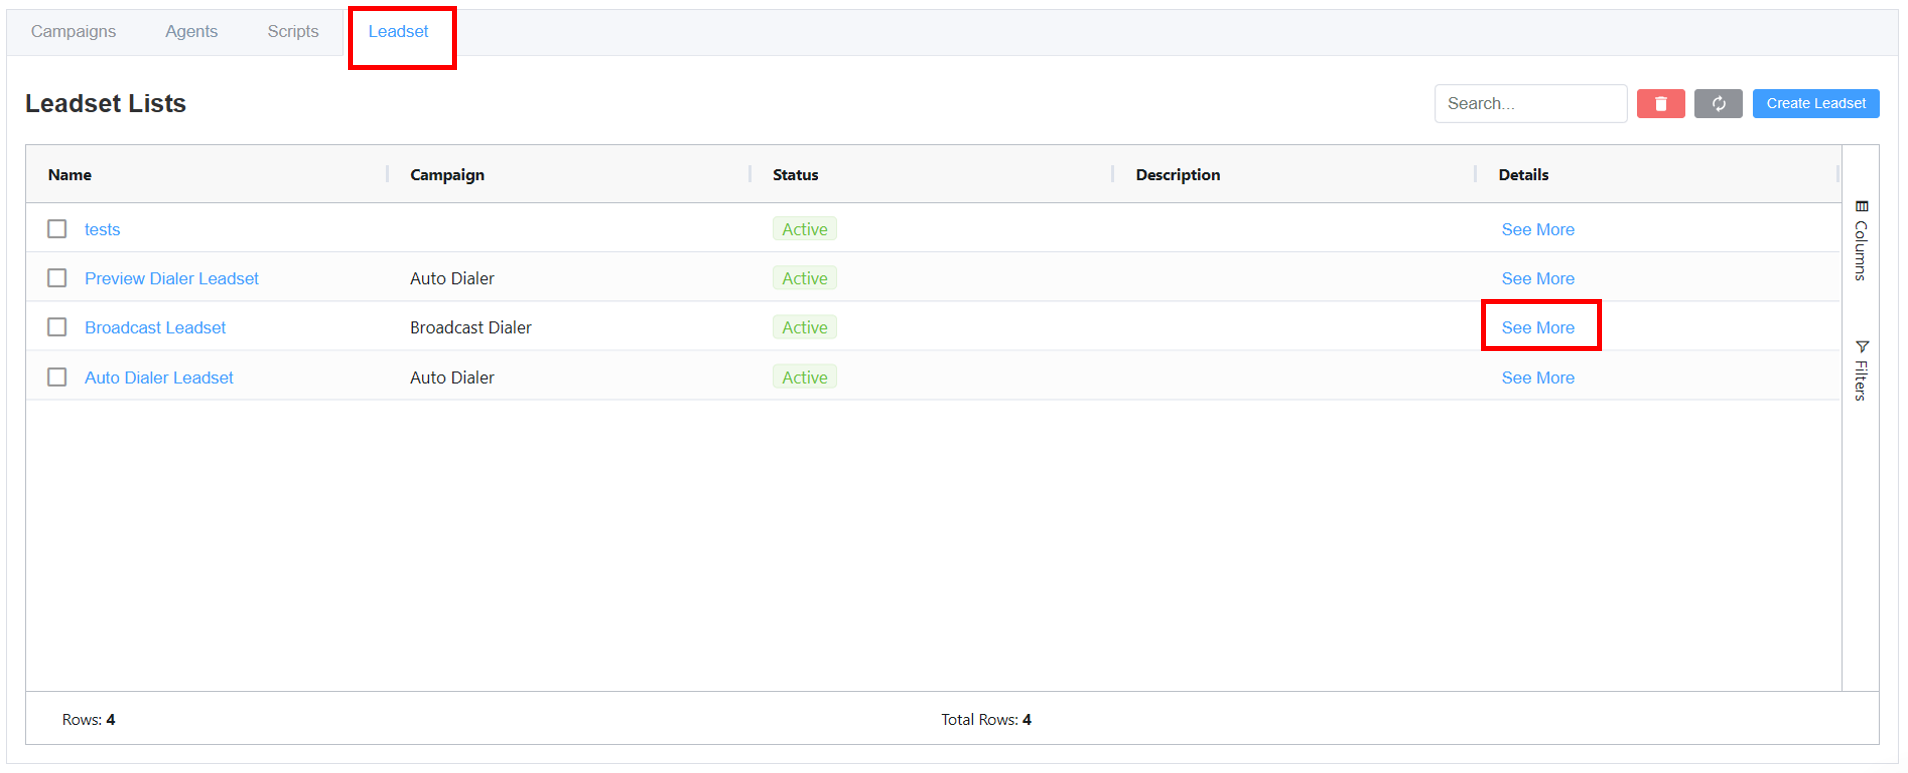 Campaigns Agents Scripts Leadset
Leadset Lists
Search... Create Leadset
Name Campaign Status Description Details
tests Active See More
Preview Dialer Leadset Auto Dialer Active See More
Broadcast Leadset Broadcast Dialer Active See More
Auto Dialer Leadset Auto Dialer Active See More
Columns
Filters
Rows: 4 Total Rows: 4